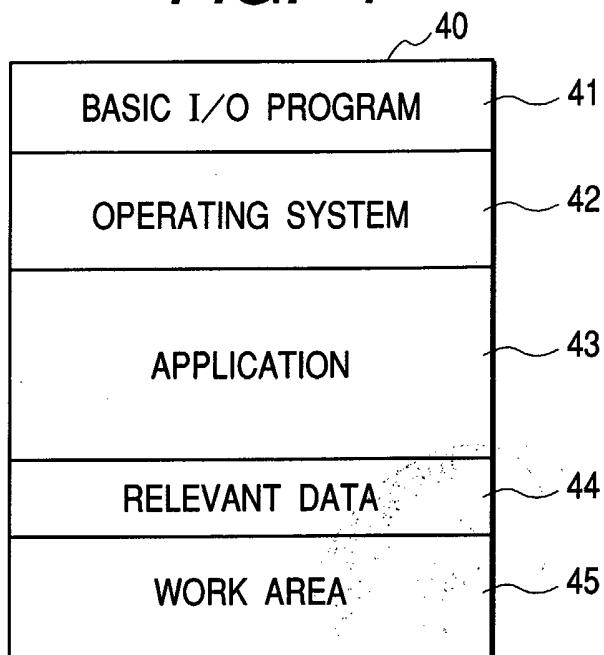 40
BASIC I/O PROGRAM 41
OPERATING SYSTEM 42
APPLICATION 43
RELEVANT DATA 44
WORK AREA 45